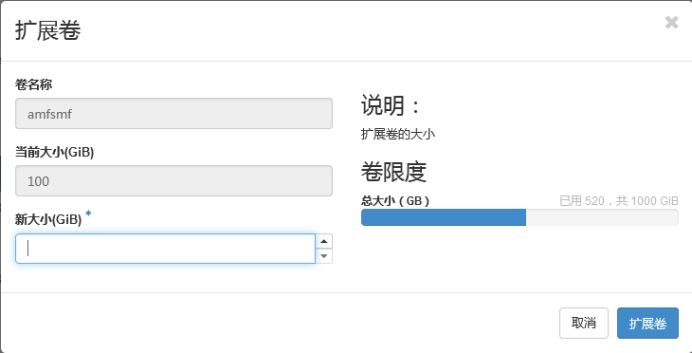 扩展卷
卷名称
amfsmf
当前大小(GiB)
100
新大小(GiB) *
说明：
扩展卷的大小
卷限度
总大小（GB） 已用 520，共 1000 GiB
取消 扩展卷